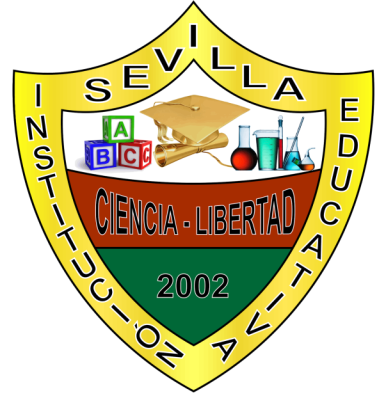 SEVILLA
INSTITUCIÓN
EDUCATIVA
A
B C C
CIENCIA - LIBERTAD
2002